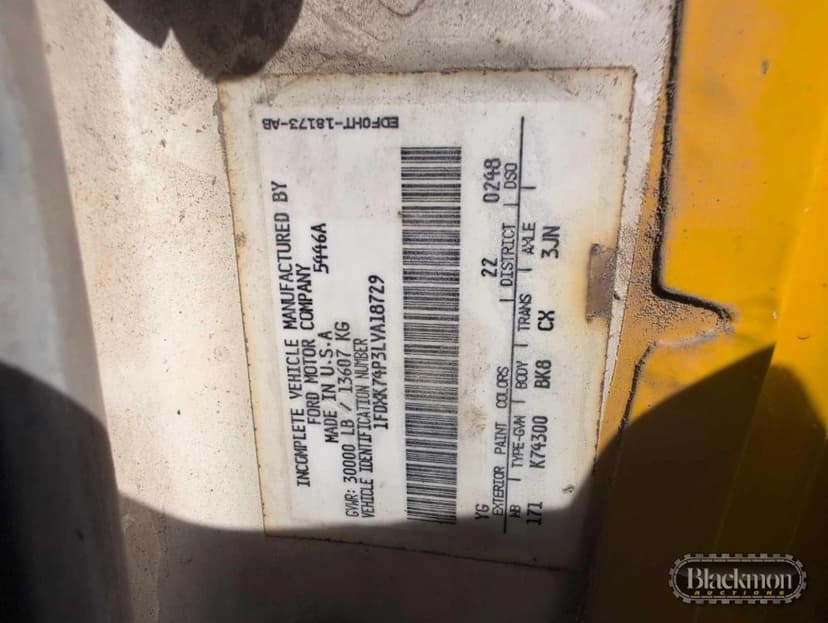 EDFOHT-18173-AB
INCOMPLETE VEHICLE MANUFACTURED BY
FORD MOTOR COMPANY 5446A
MADE IN U.S.A
GVWR: 30000 LB / 13607 KG
VEHICLE IDENTIFICATION NUMBER
1FDXK74P3LVA18729
YG 22 0248
EXTERIOR PAINT COLORS DISTRICT DSO
WB TYPE-GVW BODY TRANS AXLE
171 K74300 BK8 CX 3JN
Blackmon
AUCTIONS